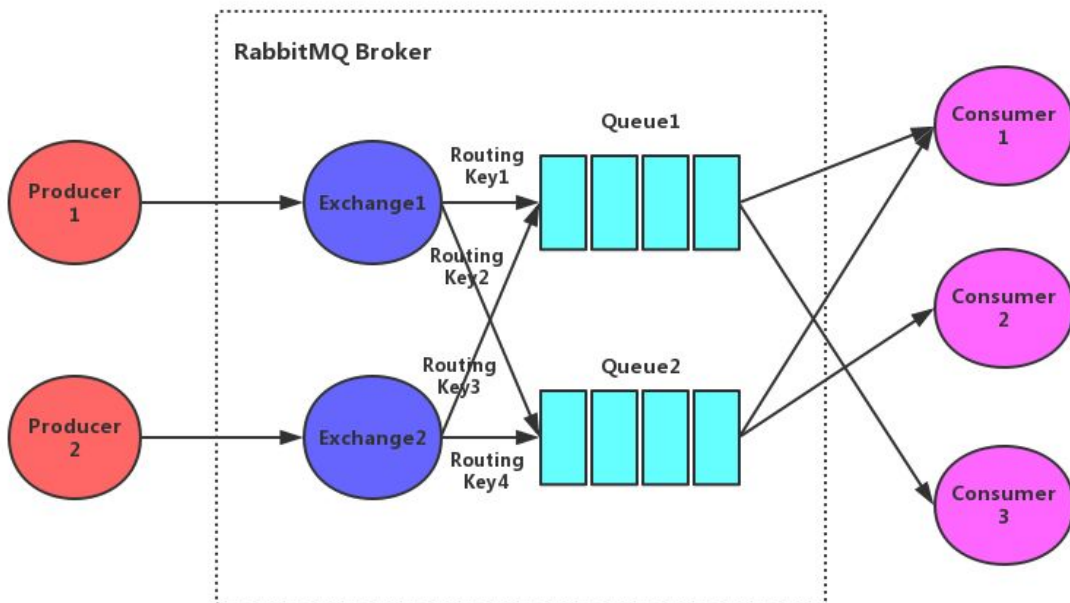 RabbitMQ Broker
Producer
1
Exchange1
Routing
Key1
Queue1
Consumer
1
Routing
Key2
Consumer
2
Routing
Key3
Queue2
Producer
2
Exchange2
Routing
Key4
Consumer
3